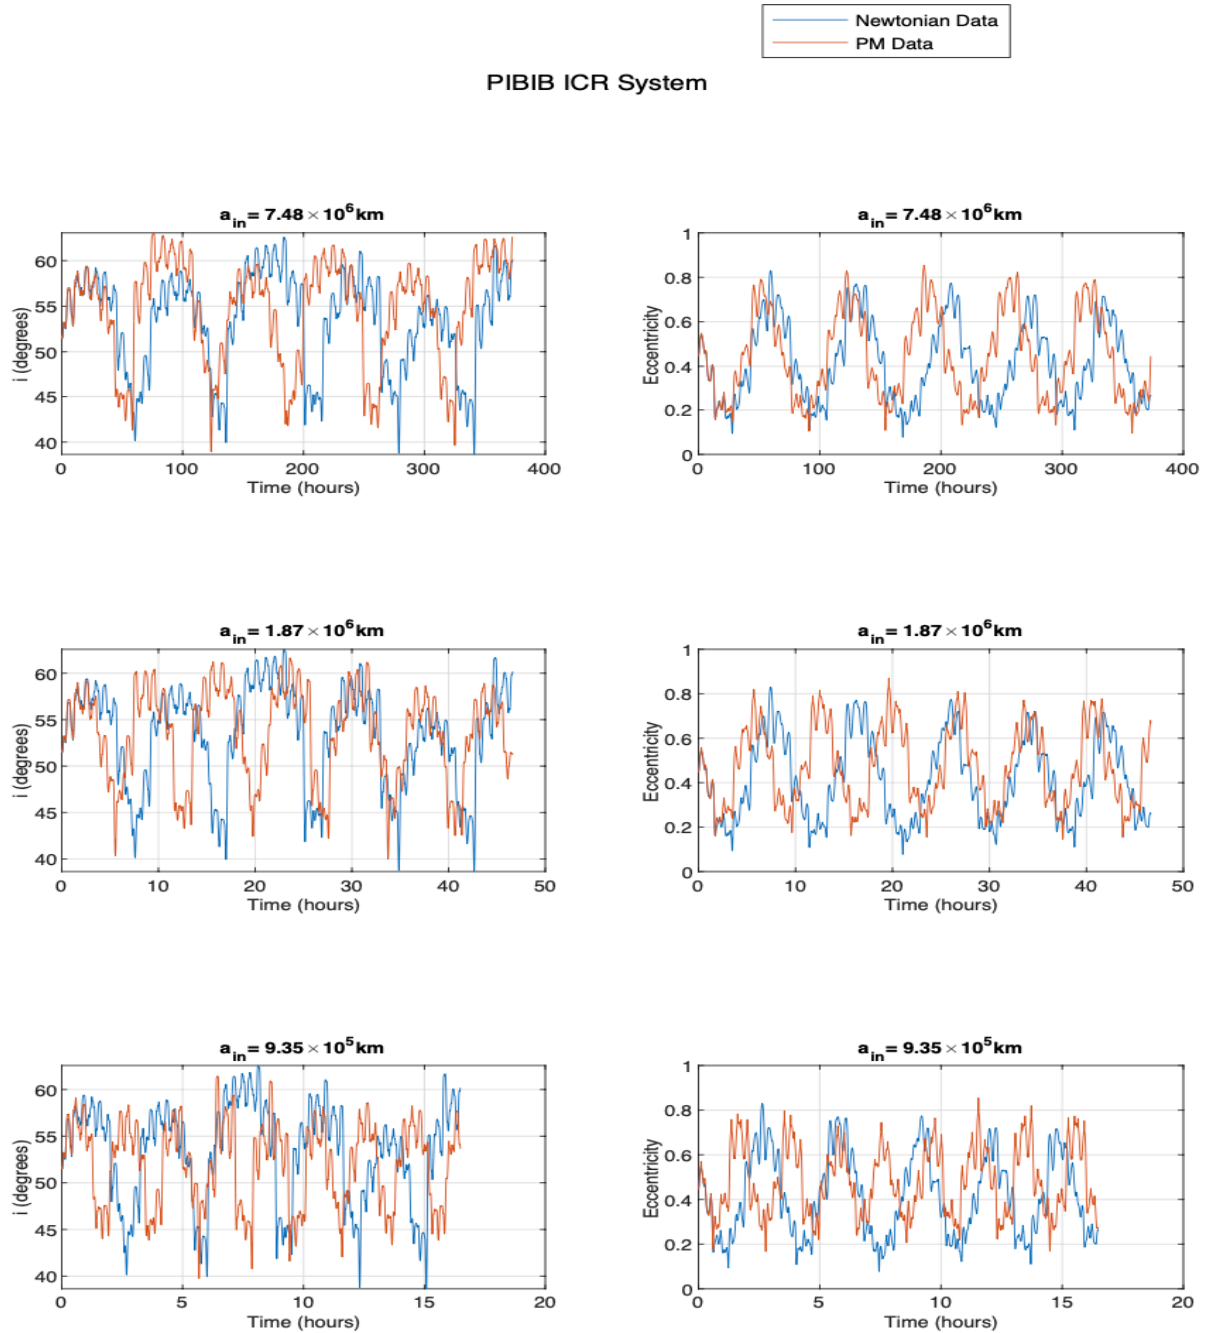 Newtonian Data
PM Data
PIBIB ICR System
a_in = 7.48 × 10^6 km
i (degrees)
60
55
50
45
40
0 100 200 300 400
Time (hours)
a_in = 7.48 × 10^6 km
Eccentricity
1
0.8
0.6
0.4
0.2
0
0 100 200 300 400
Time (hours)
a_in = 1.87 × 10^6 km
i (degrees)
60
55
50
45
40
0 10 20 30 40 50
Time (hours)
a_in = 1.87 × 10^6 km
Eccentricity
1
0.8
0.6
0.4
0.2
0
0 10 20 30 40 50
Time (hours)
a_in = 9.35 × 10^5 km
i (degrees)
60
55
50
45
40
0 5 10 15 20
Time (hours)
a_in = 9.35 × 10^5 km
Eccentricity
1
0.8
0.6
0.4
0.2
0
0 5 10 15 20
Time (hours)